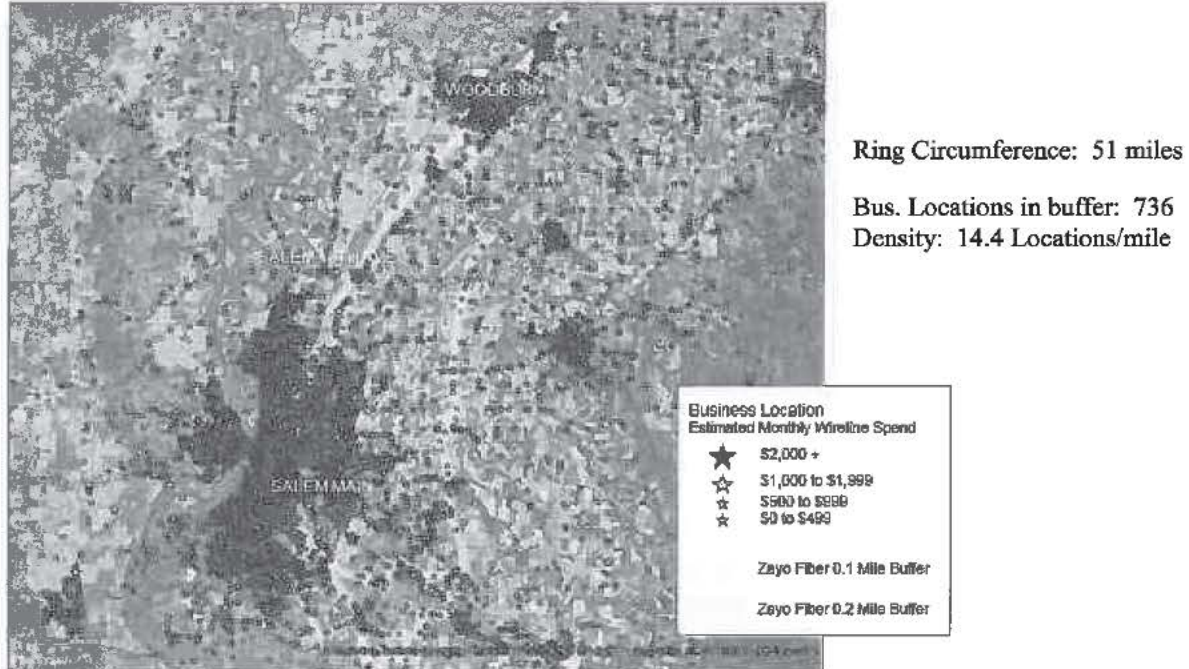 WOODBURN
SALEM MAIN
Ring Circumference: 51 miles
Bus. Locations in buffer: 736
Density: 14.4 Locations/mile
Business Location
Estimated Monthly Wireline Spend
$2,000 +
$1,000 to $1,999
$500 to $999
$0 to $499
Zayo Fiber 0.1 Mile Buffer
Zayo Fiber 0.2 Mile Buffer